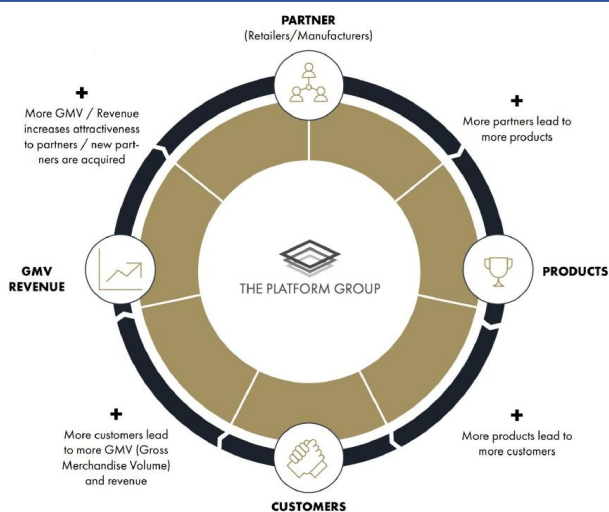 PARTNER
(Retailers/Manufacturers)
+
More GMV / Revenue
increases attractiveness
to partners / new part-
ners are acquired
+
More partners lead to
more products
GMV
REVENUE
THE PLATFORM GROUP
PRODUCTS
+
More customers lead
to more GMV (Gross
Merchandise Volume)
and revenue
+
More products lead to
more customers
CUSTOMERS